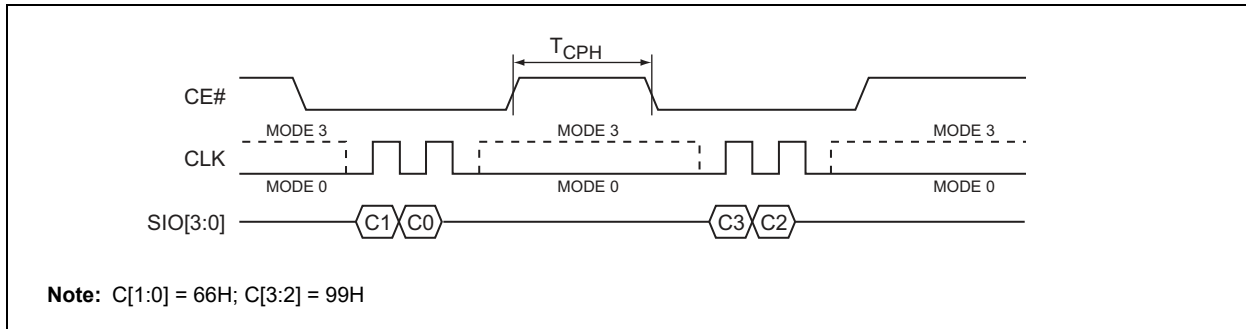 T_CPH
CE#
MODE 3 MODE 3 MODE 3
CLK
MODE 0 MODE 0 MODE 0
SIO[3:0] C1 C0 C3 C2
Note: C[1:0] = 66H; C[3:2] = 99H